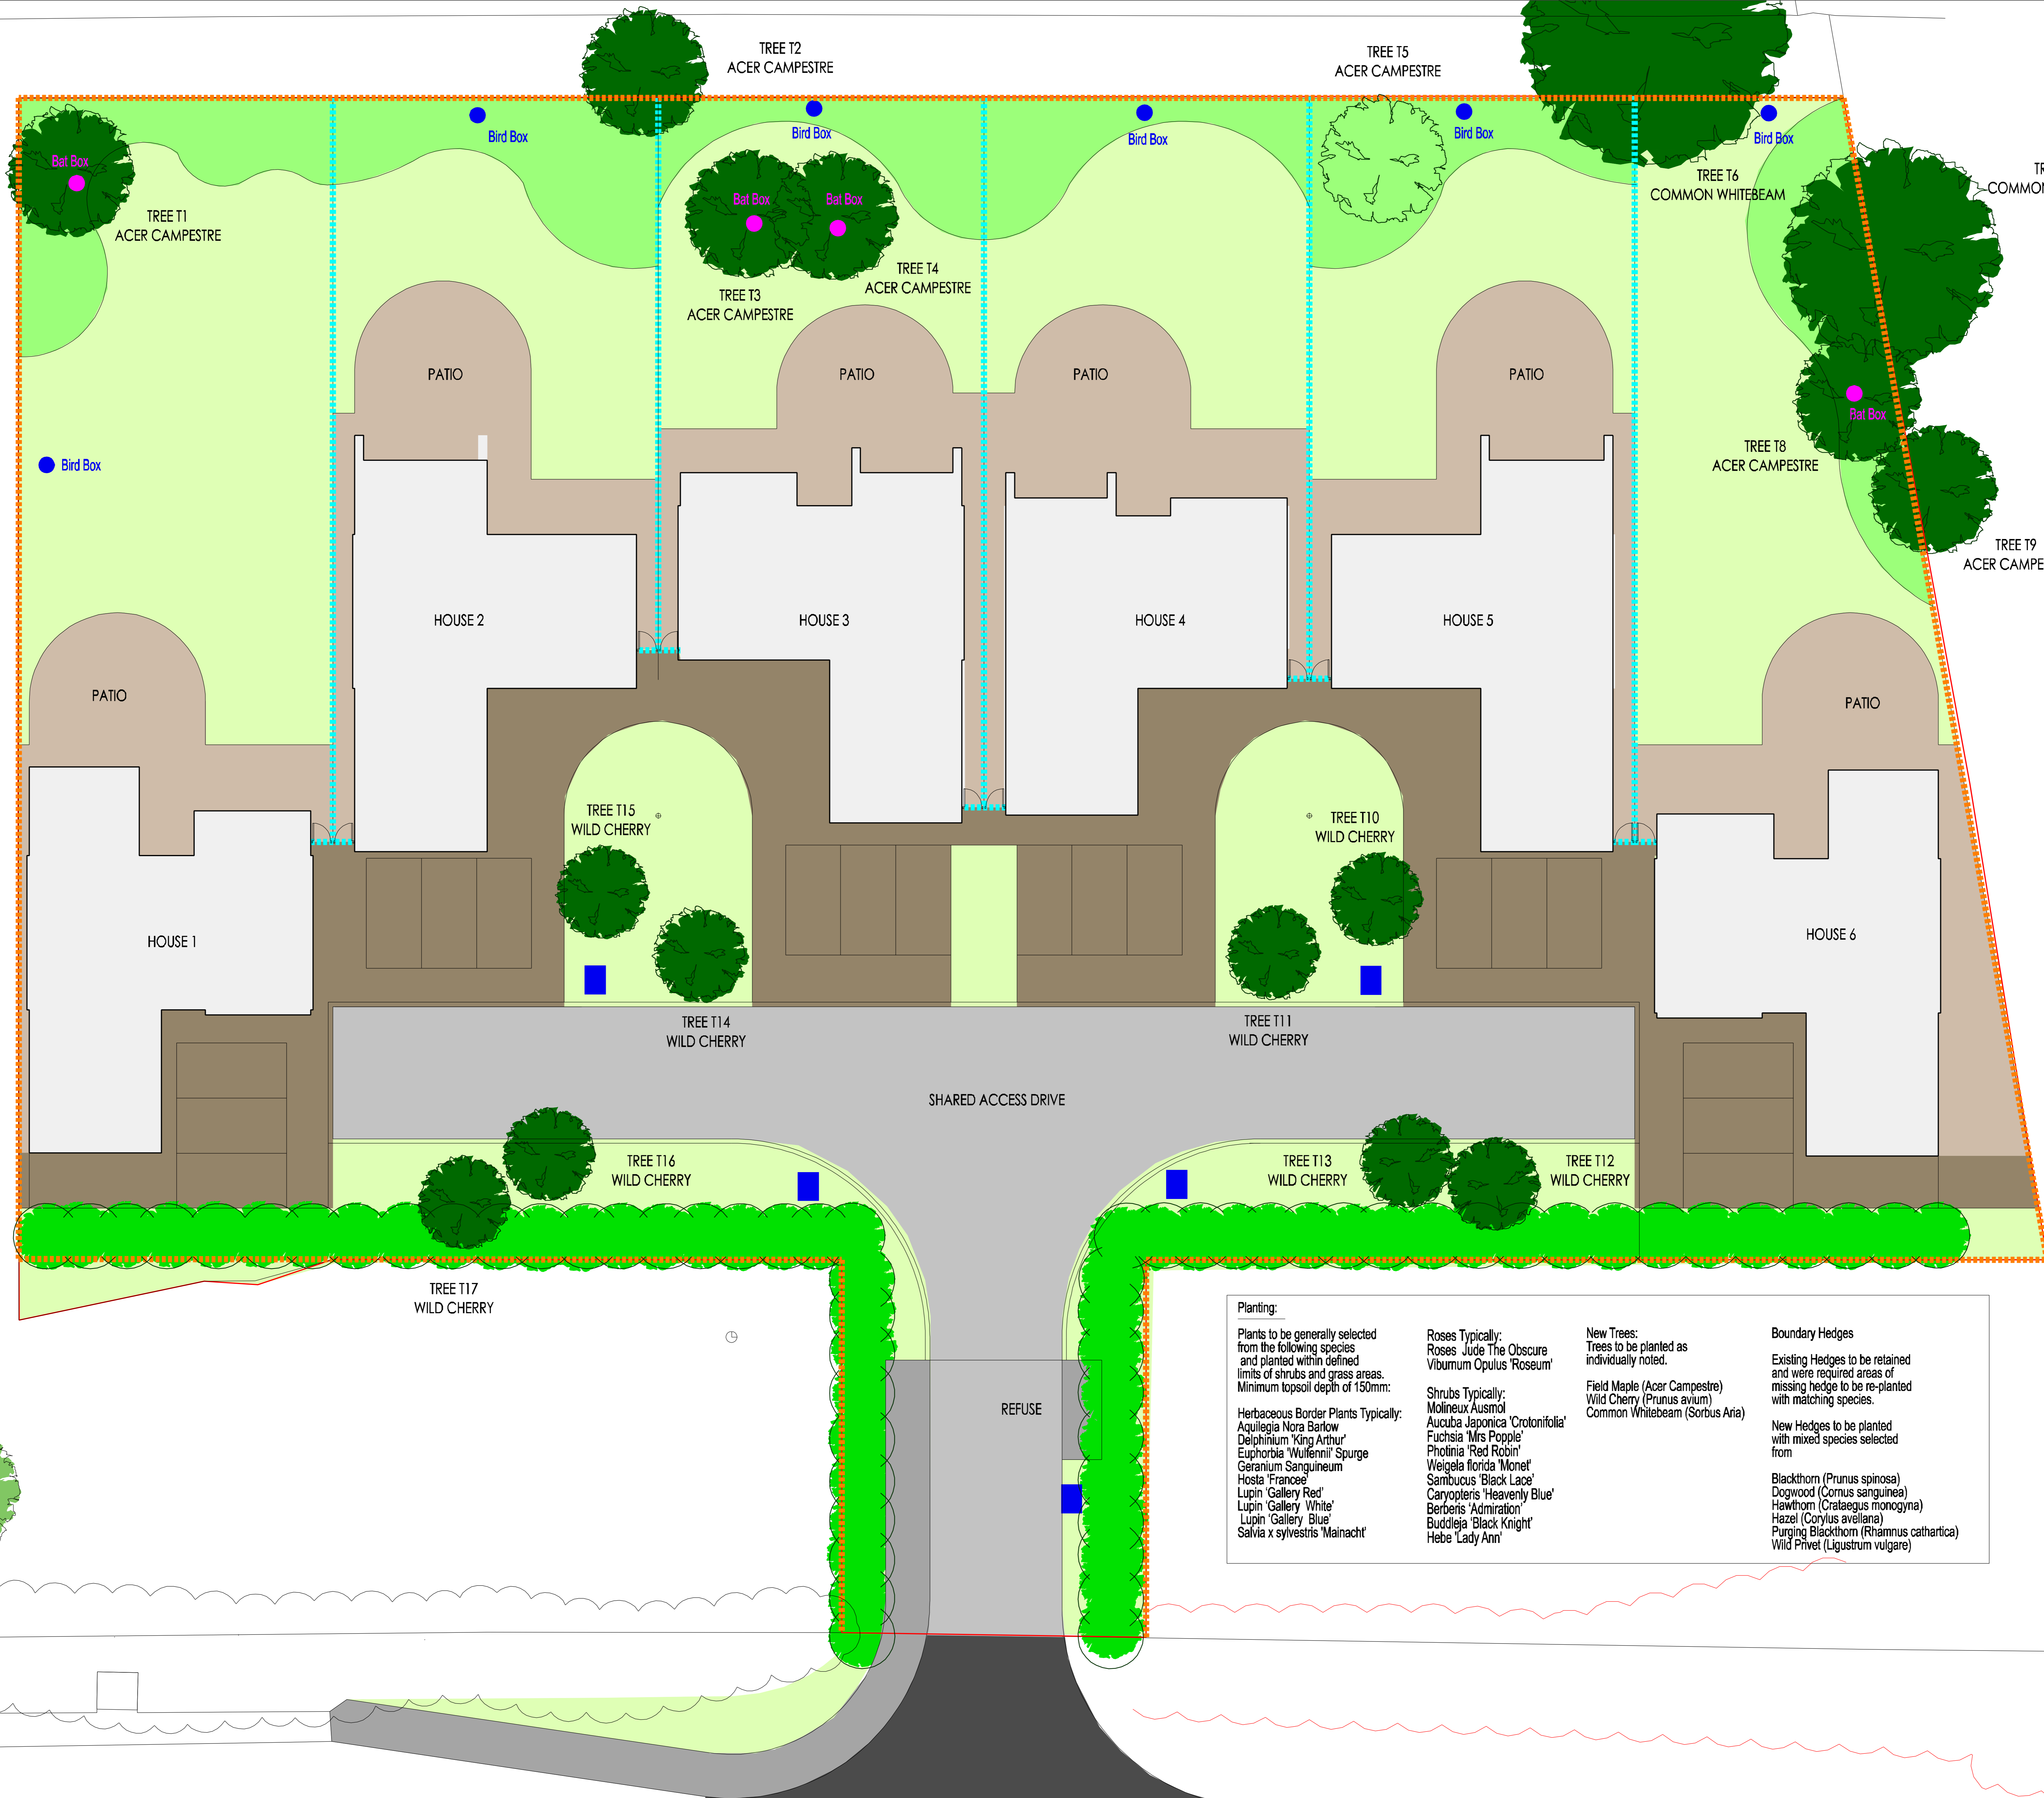 TREE T2
ACER CAMPESTRE
TREE T5
ACER CAMPESTRE
Bird Box
Bird Box
Bird Box
Bird Box
Bird Box
Bat Box
TREE T1
ACER CAMPESTRE
Bat Box
Bat Box
TREE T4
ACER CAMPESTRE
TREE T3
ACER CAMPESTRE
TREE T6
COMMON WHITEBEAM
TR
COMMON
PATIO
PATIO
PATIO
PATIO
Bat Box
TREE T8
ACER CAMPESTRE
Bird Box
TREE T9
ACER CAMPE
HOUSE 2
HOUSE 3
HOUSE 4
HOUSE 5
PATIO
PATIO
TREE T15
WILD CHERRY
TREE T10
WILD CHERRY
HOUSE 1
HOUSE 6
TREE T14
WILD CHERRY
TREE T11
WILD CHERRY
SHARED ACCESS DRIVE
TREE T16
WILD CHERRY
TREE T13
WILD CHERRY
TREE T12
WILD CHERRY
TREE T17
WILD CHERRY
REFUSE
Planting:
Plants to be generally selected
from the following species
and planted within defined
limits of shrubs and grass areas.
Minimum topsoil depth of 150mm:
Herbaceous Border Plants Typically:
Aquilegia Nora Barlow
Delphinium 'King Arthur'
Euphorbia 'Wulfennii' Spurge
Geranium Sanguineum
Hosta 'Francee'
Lupin 'Gallery Red'
Lupin 'Gallery White'
Lupin 'Gallery Blue'
Salvia x sylvestris 'Mainacht'
Roses Typically:
Roses Jude The Obscure
Viburnum Opulus 'Roseum'
Shrubs Typically:
Molineux Ausmol
Aucuba Japonica 'Crotonifolia'
Fuchsia 'Mrs Popple'
Photinia 'Red Robin'
Weigela florida 'Monet'
Sambucus 'Black Lace'
Caryopteris 'Heavenly Blue'
Berberis 'Admiration'
Buddleja 'Black Knight'
Hebe 'Lady Ann'
New Trees:
Trees to be planted as
individually noted.
Field Maple (Acer Campestre)
Wild Cherry (Prunus avium)
Common Whitebeam (Sorbus Aria)
Boundary Hedges
Existing Hedges to be retained
and were required areas of
missing hedge to be re-planted
with matching species.
New Hedges to be planted
with mixed species selected
from
Blackthorn (Prunus spinosa)
Dogwood (Cornus sanguinea)
Hawthorn (Crataegus monogyna)
Hazel (Corylus avellana)
Purging Blackthorn (Rhamnus cathartica)
Wild Privet (Ligustrum vulgare)